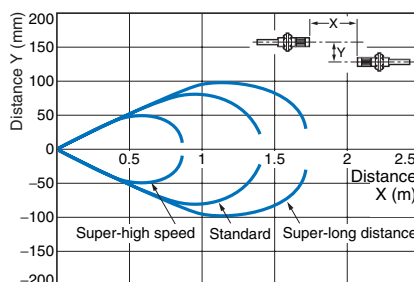 Distance Y (mm)
200
150
100
50
0
−50
−100
−150
−200
X
Y
0.5
1
1.5
2
2.5
Distance
X (m)
Super-high speed
Standard
Super-long distance